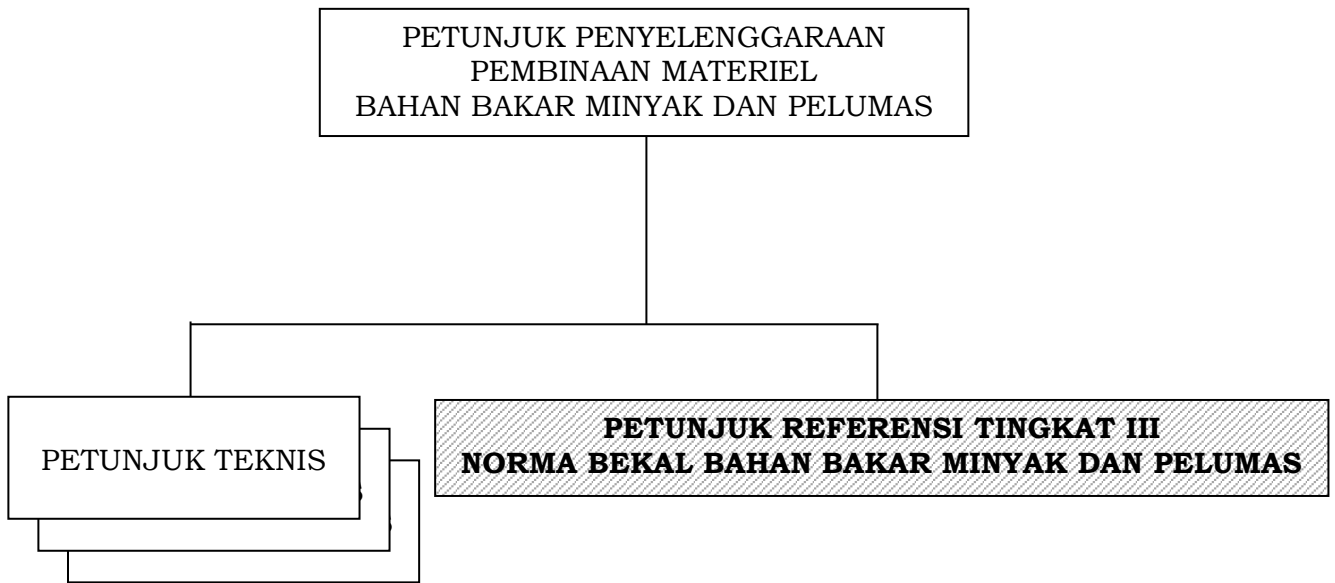 PETUNJUK PENYELENGGARAAN
PEMBINAAN MATERIEL
BAHAN BAKAR MINYAK DAN PELUMAS
PETUNJUK TEKNIS
PETUNJUK REFERENSI TINGKAT III
NORMA BEKAL BAHAN BAKAR MINYAK DAN PELUMAS